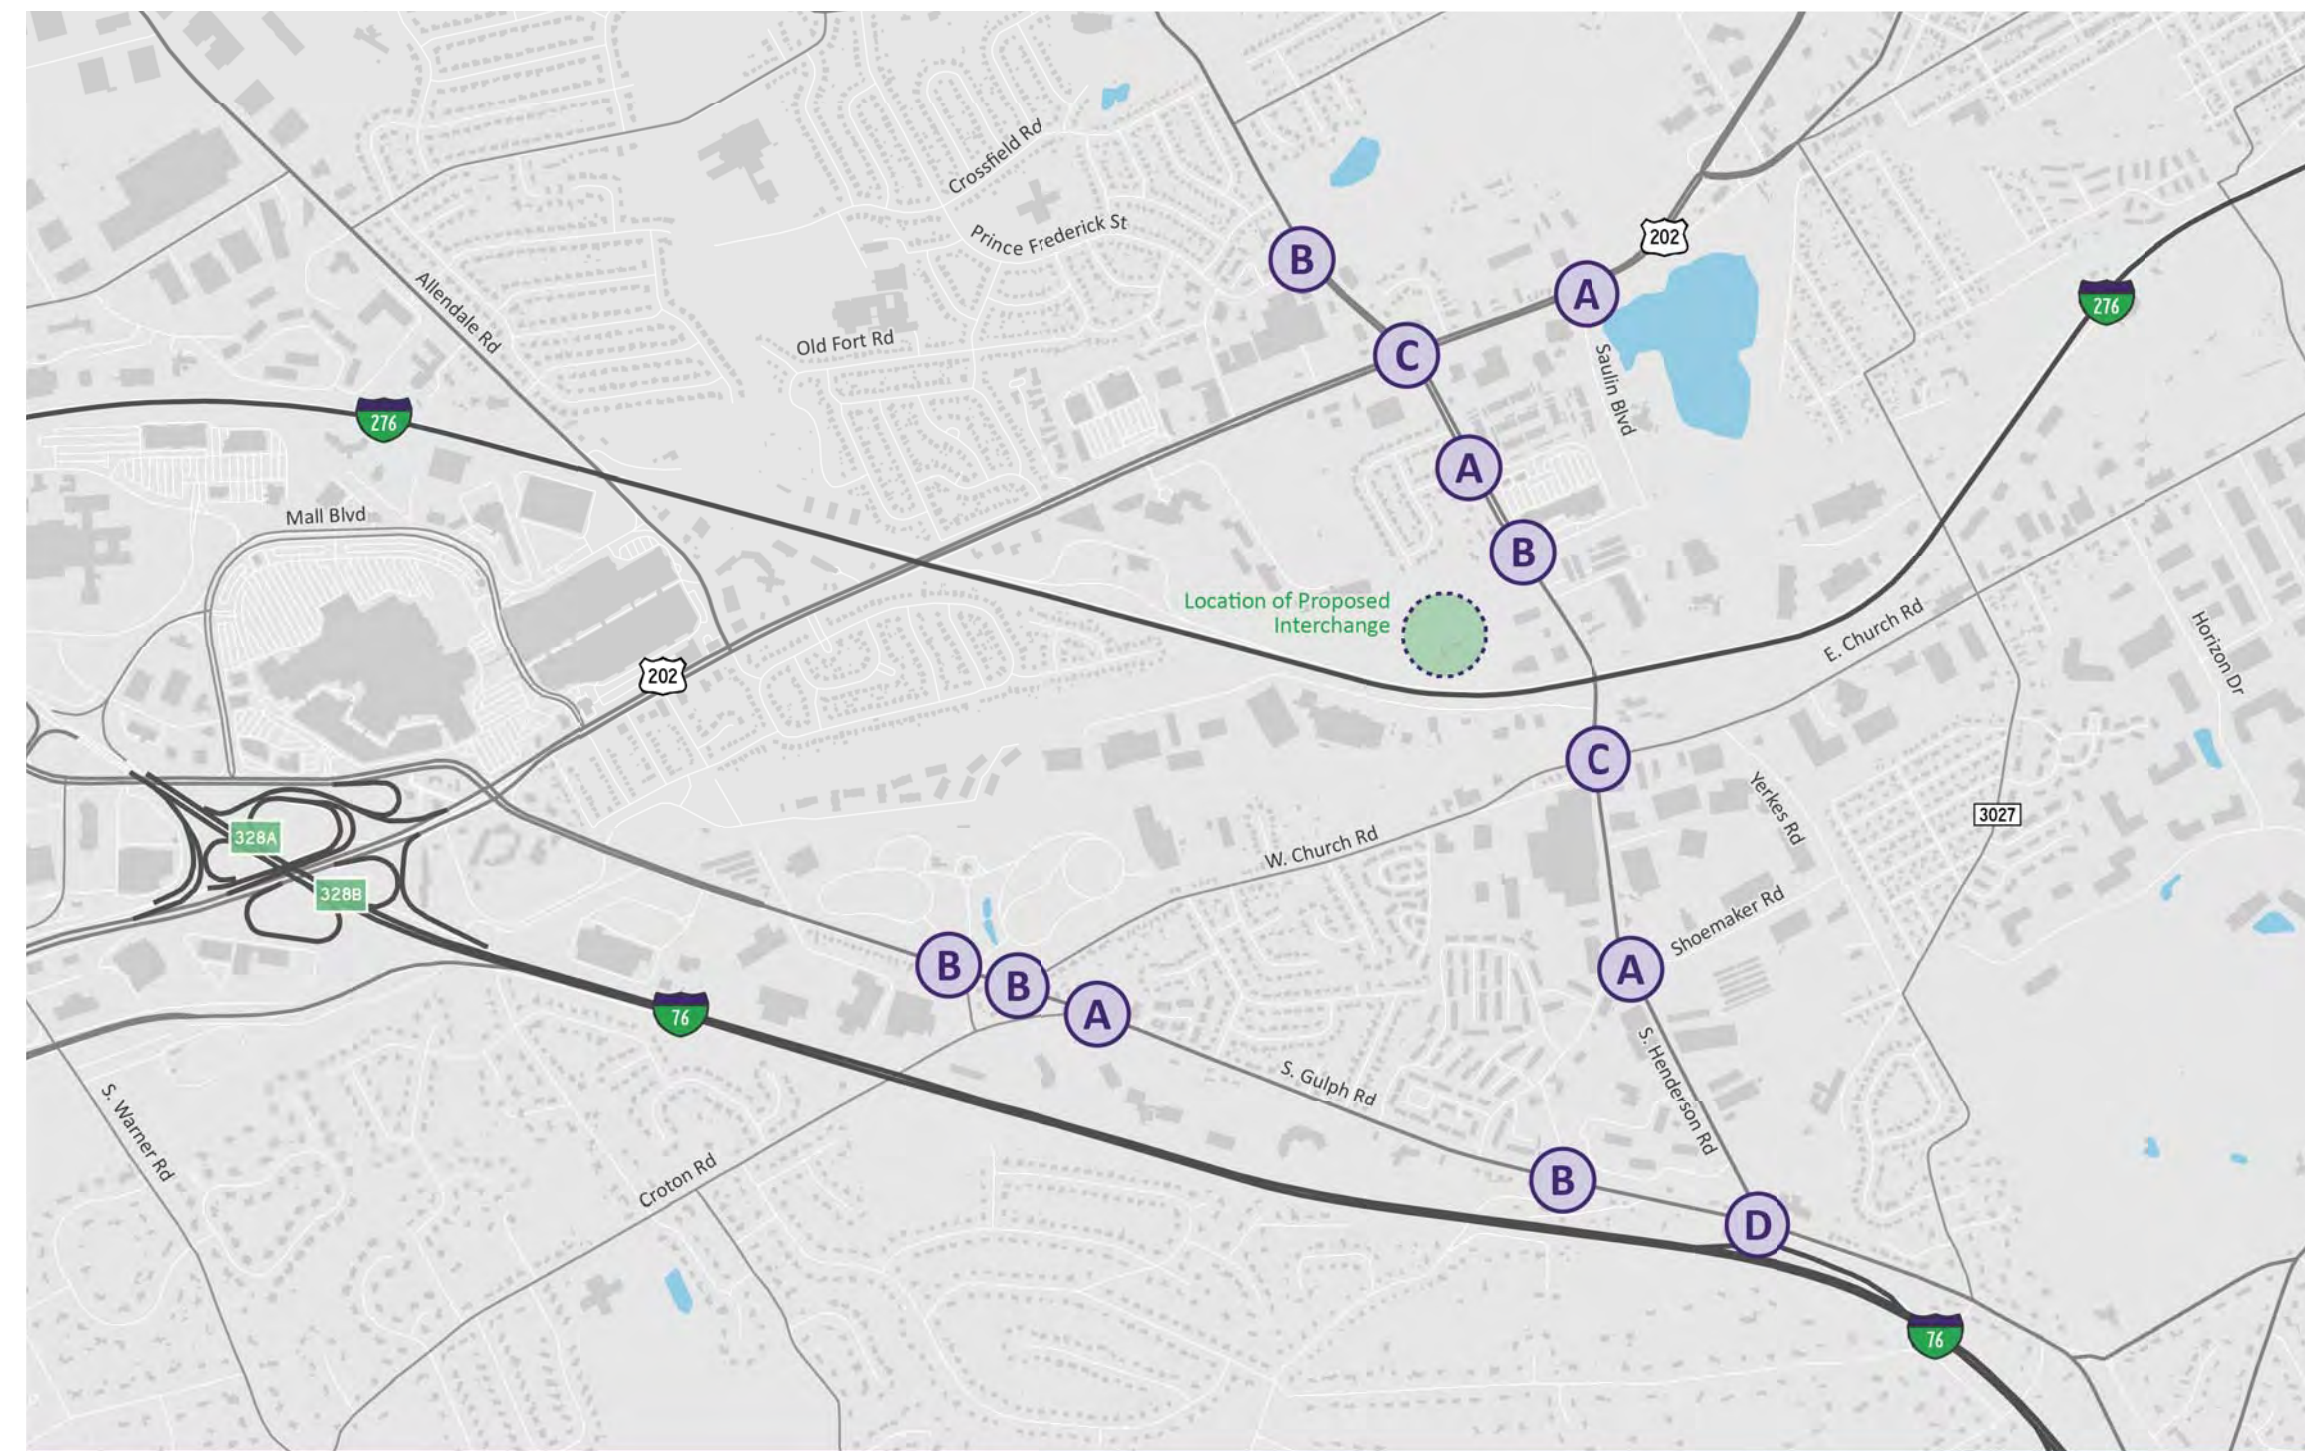 Crossfield Rd
Prince Frederick St
B
202
A
276
Allendale Rd
Old Fort Rd
C
Saulin Blvd
276
A
Mall Blvd
B
Location of Proposed
Interchange
E. Church Rd
Horizon Dr
202
C
Yerkes Rd
3027
328A
W. Church Rd
328B
Shoemaker Rd
B
B
A
A
76
S. Henderson Rd
S. Gulph Rd
S. Warner Rd
Croton Rd
B
D
76